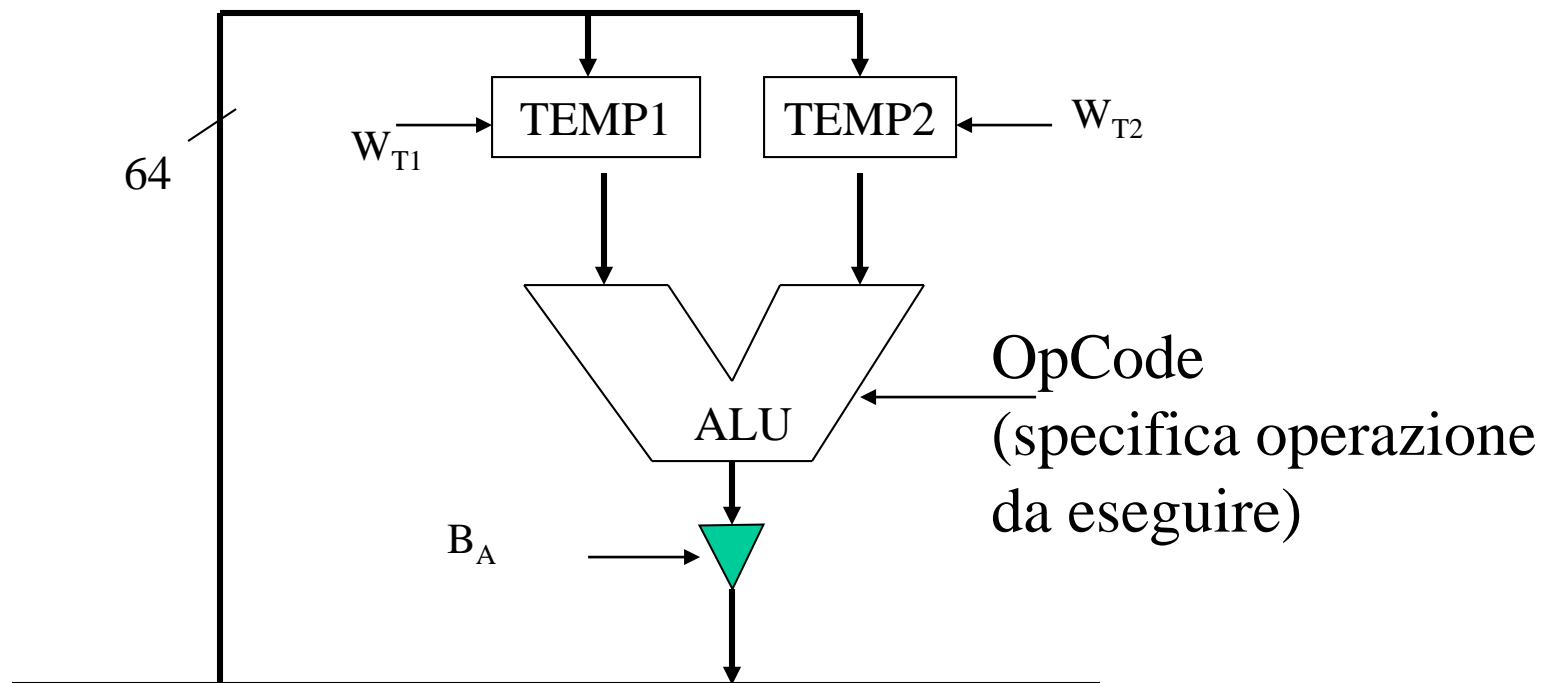 TEMP1
TEMP2
W_T1
W_T2
64
OpCode
(specifica operazione
da eseguire)
ALU
B_A